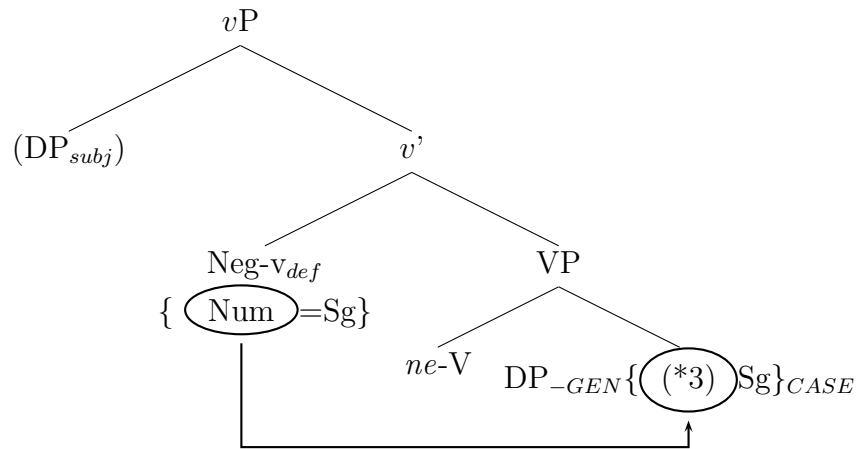 vP
(DP_subj) v'
Neg-v_def VP
{ Num =Sg}
ne-V DP_−GEN{ (*3) Sg}_CASE